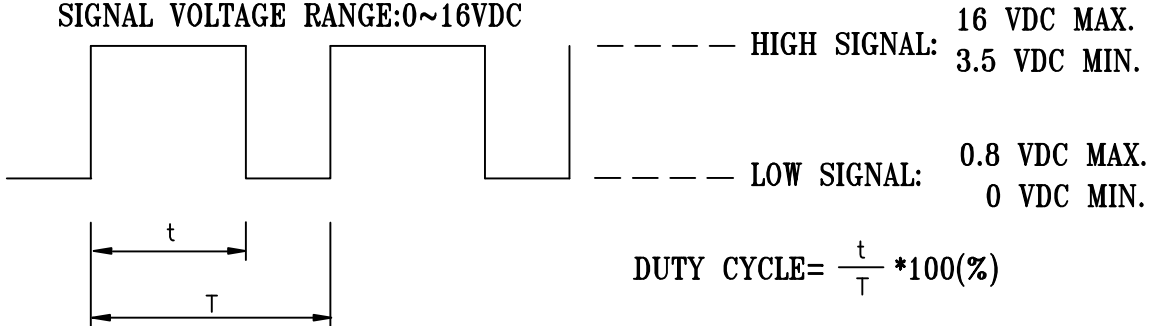 SIGNAL VOLTAGE RANGE:0~16VDC
HIGH SIGNAL: 16 VDC MAX.
3.5 VDC MIN.
LOW SIGNAL: 0.8 VDC MAX.
0 VDC MIN.
t
T
DUTY CYCLE= t/T *100(%)